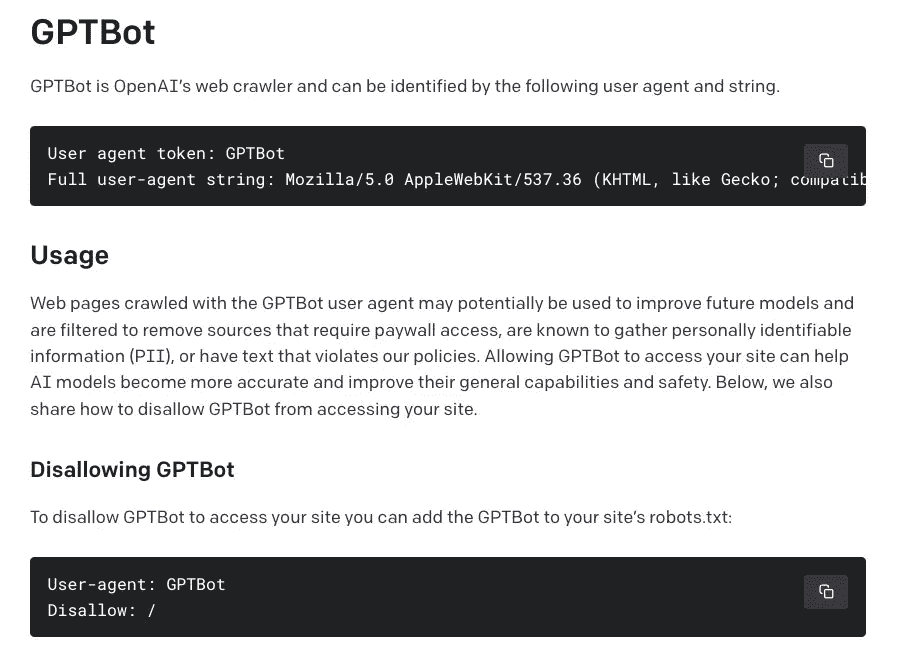 GPTBot
GPTBot is OpenAI's web crawler and can be identified by the following user agent and string.
User agent token: GPTBot
Full user-agent string: Mozilla/5.0 AppleWebKit/537.36 (KHTML, like Gecko; compatib
Usage
Web pages crawled with the GPTBot user agent may potentially be used to improve future models and
are filtered to remove sources that require paywall access, are known to gather personally identifiable
information (PII), or have text that violates our policies. Allowing GPTBot to access your site can help
AI models become more accurate and improve their general capabilities and safety. Below, we also
share how to disallow GPTBot from accessing your site.
Disallowing GPTBot
To disallow GPTBot to access your site you can add the GPTBot to your site's robots.txt:
User-agent: GPTBot
Disallow: /